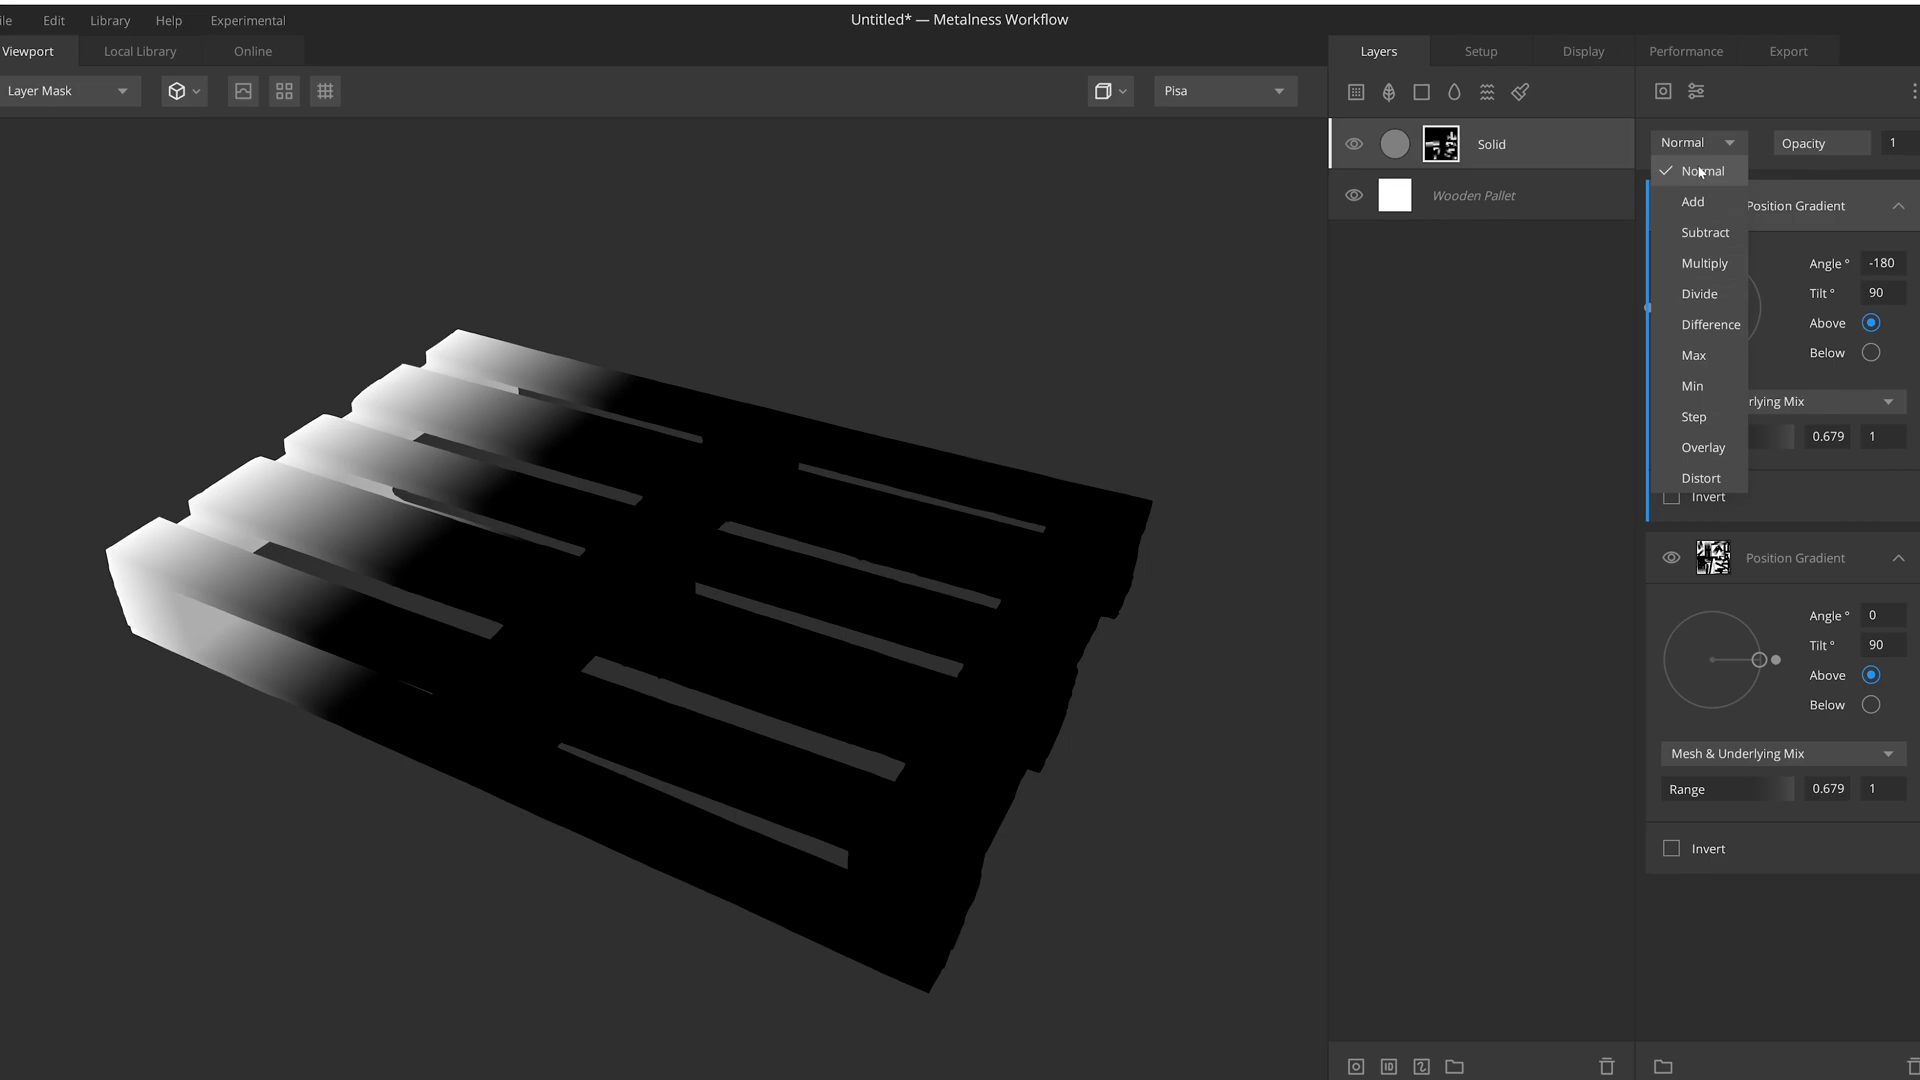 ile Edit Library Help Experimental
Untitled* — Metalness Workflow
Viewport Local Library Online
Layers Setup Display Performance Export
Layer Mask
Pisa
Solid
Wooden Pallet
Normal Opacity 1
Normal
Add
Subtract
Multiply
Divide
Difference
Max
Min
Step
Overlay
Distort
Position Gradient
Angle ° -180
Tilt ° 90
Above
Below
rlying Mix
0.679 1
Invert
Position Gradient
Angle ° 0
Tilt ° 90
Above
Below
Mesh & Underlying Mix
Range 0.679 1
Invert
ID